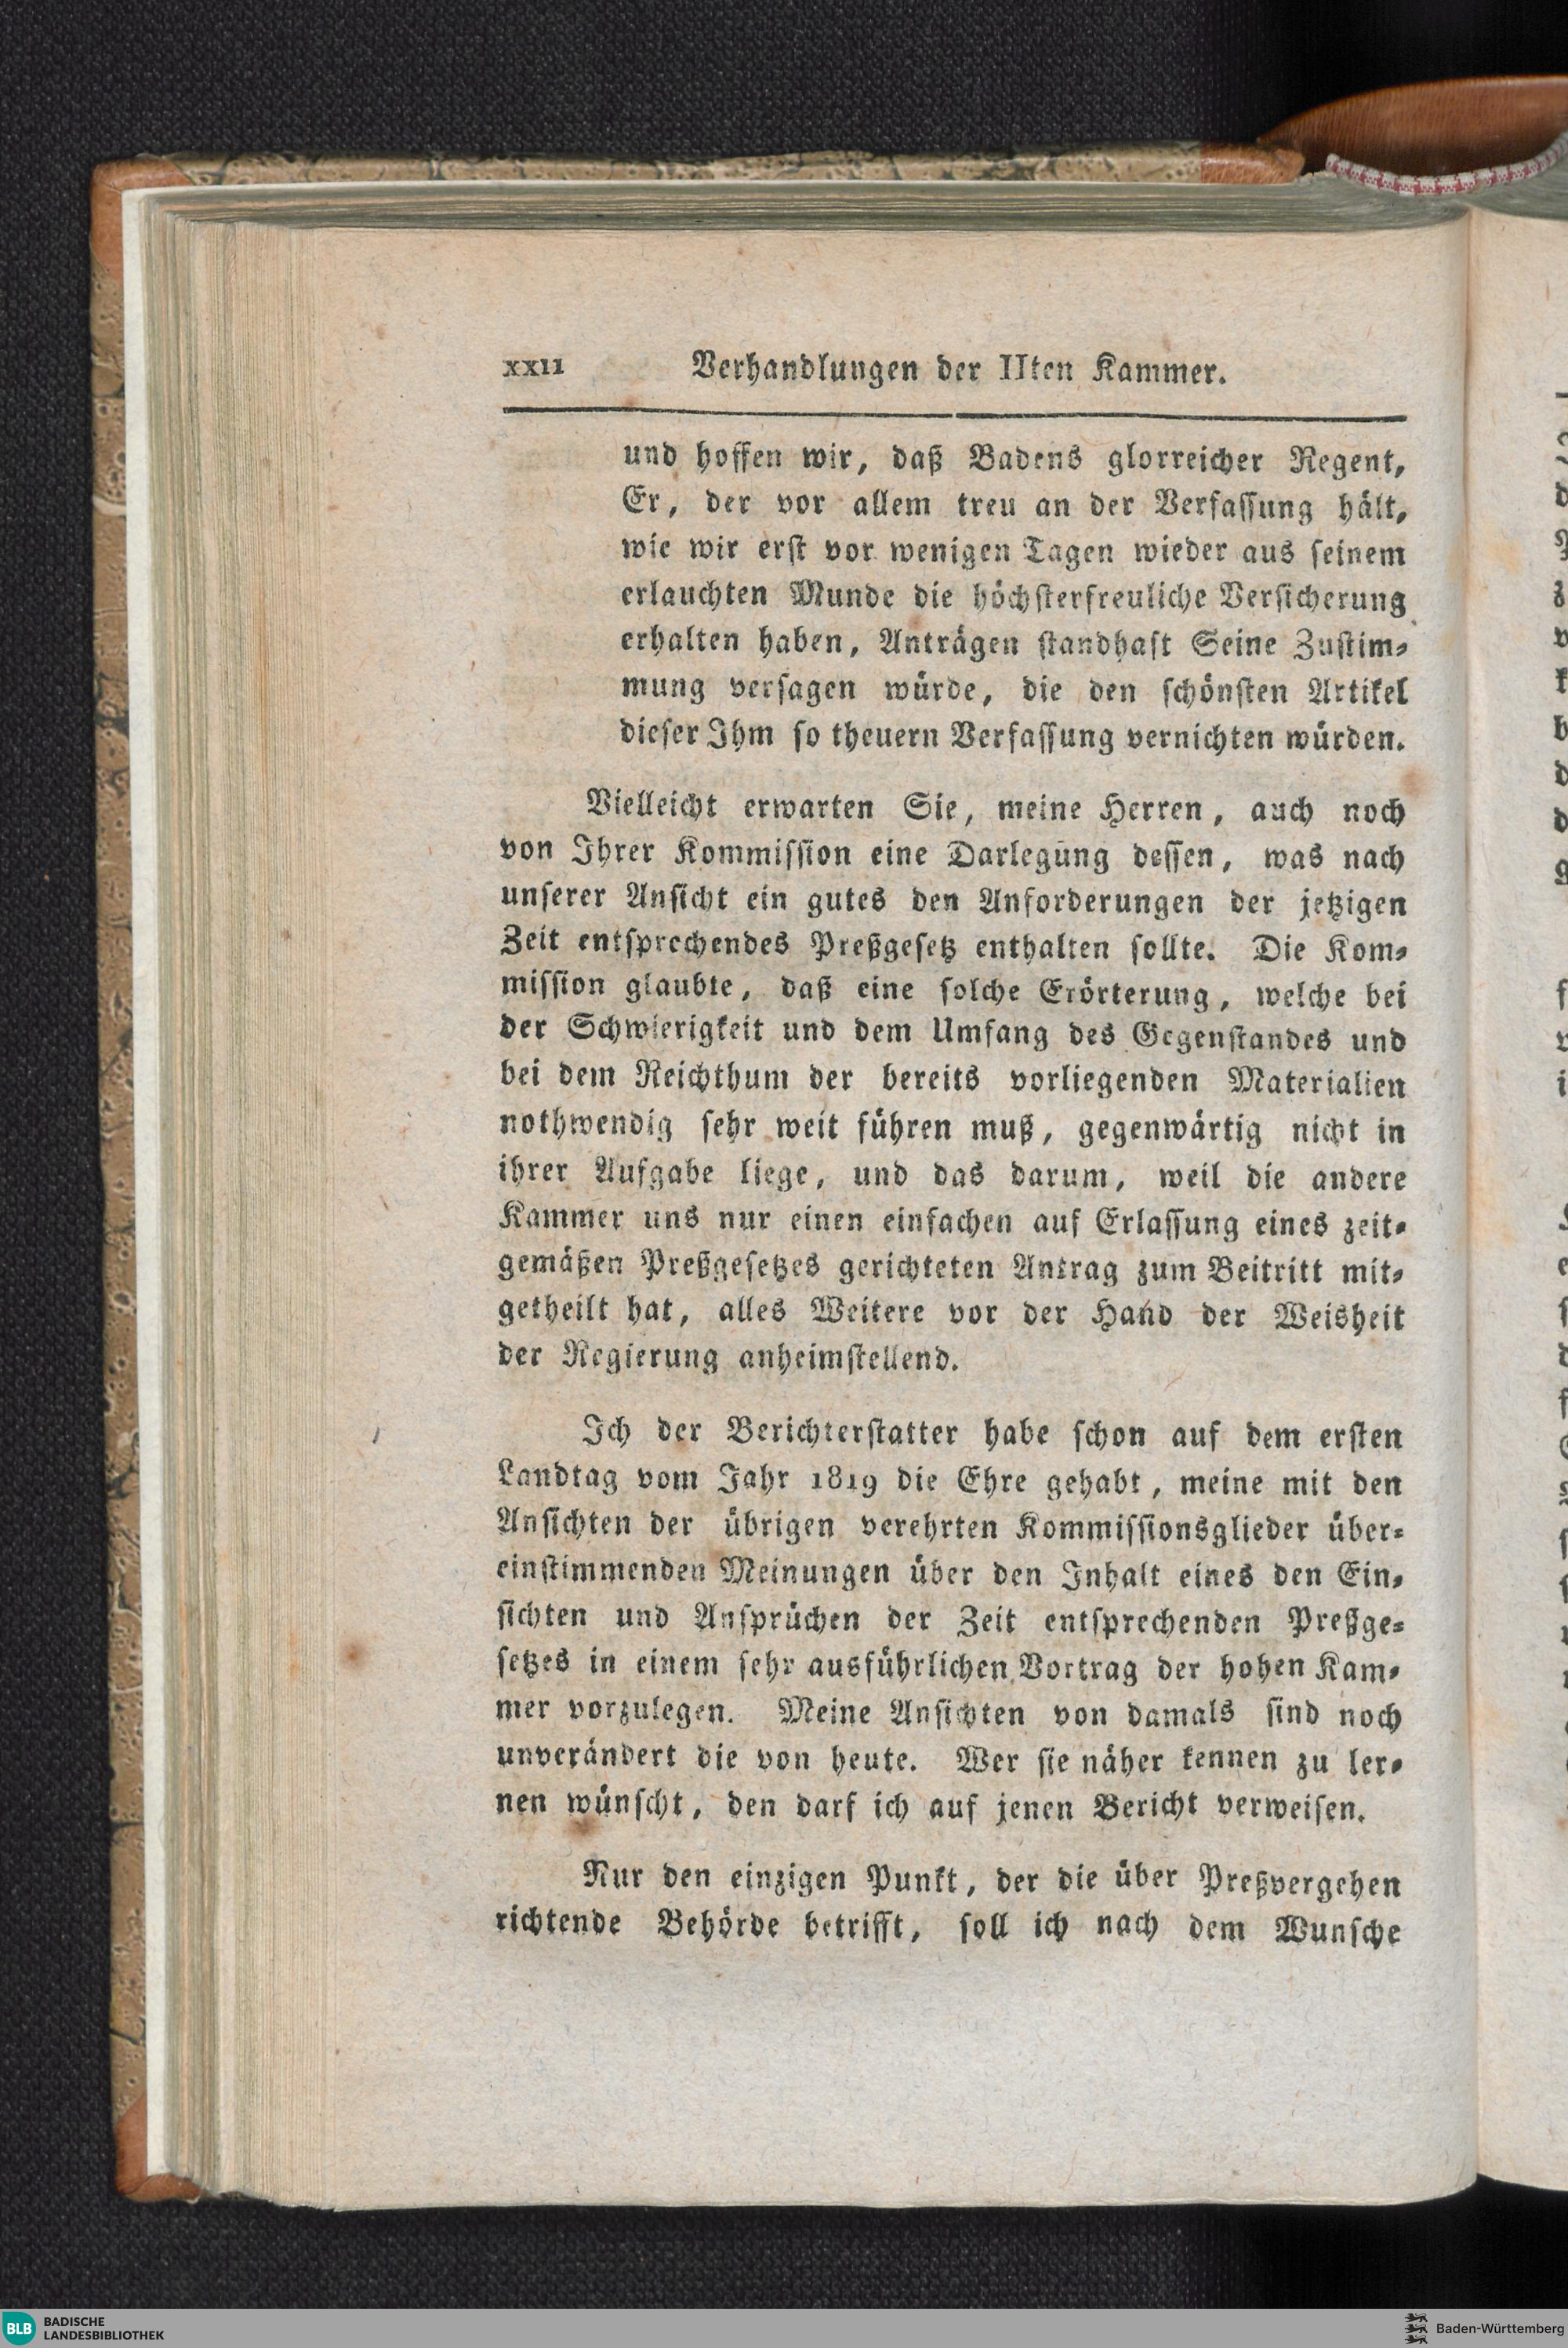 XXII Verhandlungen der IIten Kammer.
und hoffen wir, daß Badens glorreicher Regent,
Er, der vor allem treu an der Verfassung hält,
wie wir erst vor wenigen Tagen wieder aus seinem
erlauchten Munde die höchsterfreuliche Versicherung
erhalten haben, Anträgen standhaft Seine Zustim-
mung versagen würde, die den schönsten Artikel
dieser Ihm so theuern Verfassung vernichten würden.
Vielleicht erwarten Sie, meine Herren, auch noch
von Ihrer Kommission eine Darlegung dessen, was nach
unserer Ansicht ein gutes den Anforderungen der jetzigen
Zeit entsprechendes Preßgesetz enthalten sollte. Die Kom-
mission glaubte, daß eine solche Erörterung, welche bei
der Schwierigkeit und dem Umfang des Gegenstandes und
bei dem Reichthum der bereits vorliegenden Materialien
nothwendig sehr weit führen muß, gegenwärtig nicht in
ihrer Aufgabe liege, und das darum, weil die andere
Kammer uns nur einen einfachen auf Erlassung eines zeit-
gemäßen Preßgesetzes gerichteten Antrag zum Beitritt mit-
getheilt hat, alles Weitere vor der Hand der Weisheit
der Regierung anheimstellend.
Ich der Berichterstatter habe schon auf dem ersten
Landtag vom Jahr 1819 die Ehre gehabt, meine mit den
Ansichten der übrigen verehrten Kommissionsglieder über-
einstimmenden Meinungen über den Inhalt eines den Ein-
sichten und Ansprüchen der Zeit entsprechenden Preßge-
setzes in einem sehr ausführlichen Vortrag der hohen Kam-
mer vorzulegen. Meine Ansichten von damals sind noch
unverändert die von heute. Wer sie näher kennen zu ler-
nen wünscht, den darf ich auf jenen Bericht verweisen.
Nur den einzigen Punkt, der die über Preßvergehen
richtende Behörde betrifft, soll ich nach dem Wunsche
BLB BADISCHE
LANDESBIBLIOTHEK
Baden-Württemberg